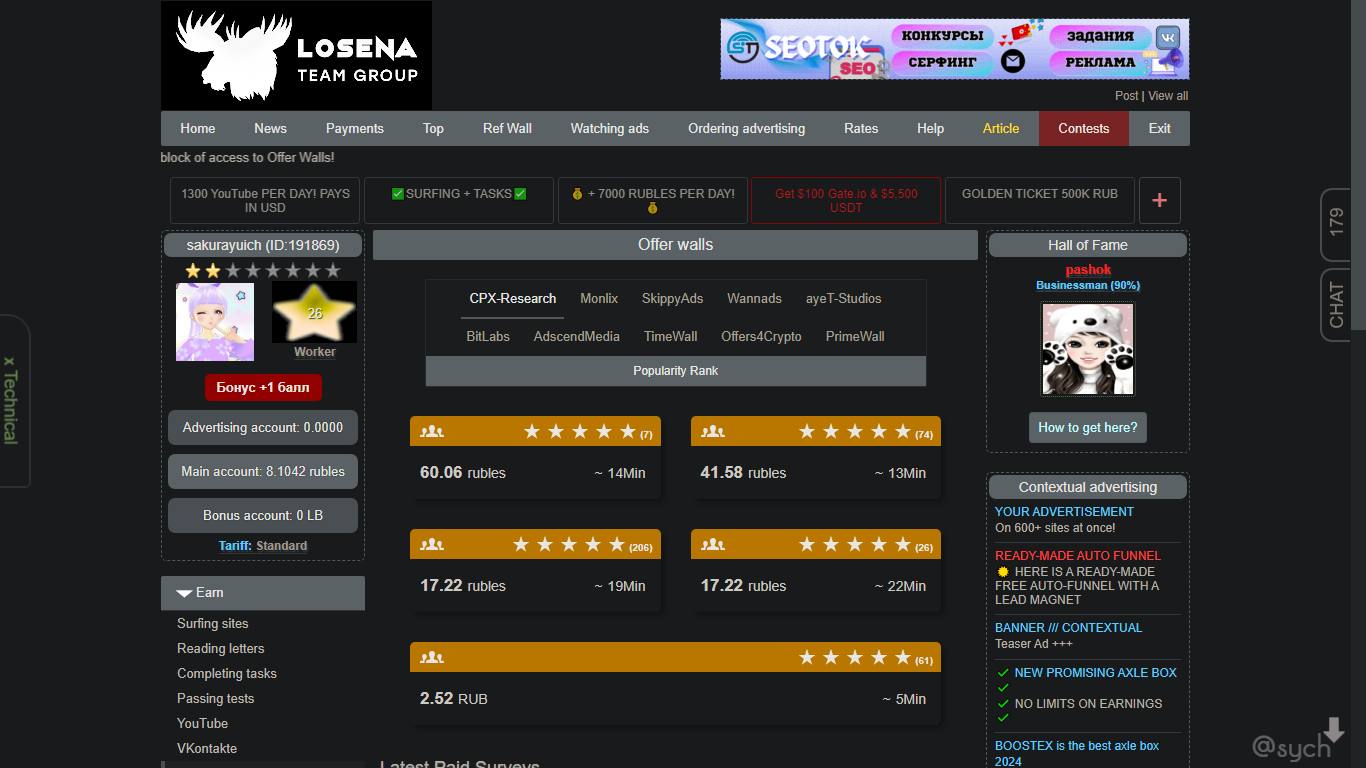 LOSENA
TEAM GROUP
SEOTOK
SEO
КОНКУРСЫ
СЕРФИНГ
ЗАДАНИЯ
РЕКЛАМА
Post | View all
Home News Payments Top Ref Wall Watching ads Ordering advertising Rates Help Article Contests Exit
block of access to Offer Walls!
1300 YouTube PER DAY! PAYS
IN USD
✅SURFING + TASKS✅
💰 + 7000 RUBLES PER DAY!
💰
Get $100 Gate.io & $5,500
USDT
GOLDEN TICKET 500K RUB
+
x Technical
sakurayuich (ID:191869)
26
Worker
Бонус +1 балл
Advertising account: 0.0000
Main account: 8.1042 rubles
Bonus account: 0 LB
Tariff: Standard
Earn
Surfing sites
Reading letters
Completing tasks
Passing tests
YouTube
VKontakte
Offer walls
CPX-Research Monlix SkippyAds Wannads ayeT-Studios
BitLabs AdscendMedia TimeWall Offers4Crypto PrimeWall
Popularity Rank
(7)
60.06 rubles ~ 14Min
(74)
41.58 rubles ~ 13Min
(206)
17.22 rubles ~ 19Min
(26)
17.22 rubles ~ 22Min
(61)
2.52 RUB ~ 5Min
Latest Paid Surveys
Hall of Fame
pashok
Businessman (90%)
How to get here?
Contextual advertising
YOUR ADVERTISEMENT
On 600+ sites at once!
READY-MADE AUTO FUNNEL
HERE IS A READY-MADE
FREE AUTO-FUNNEL WITH A
LEAD MAGNET
BANNER /// CONTEXTUAL
Teaser Ad +++
NEW PROMISING AXLE BOX
NO LIMITS ON EARNINGS
BOOSTEX is the best axle box
2024
179
CHAT
@sych